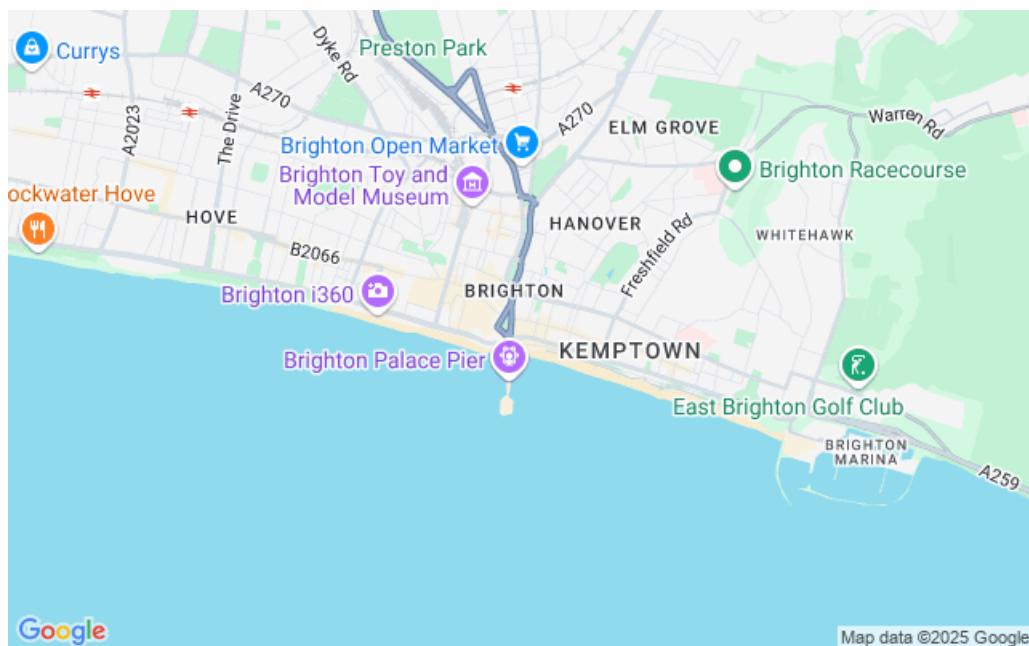 Preston Park
Currys
Dyke Rd
A270
A2023
The Drive
Brighton Open Market
A270
ELM GROVE
Warren Rd
Brighton Toy and
Model Museum
Brighton Racecourse
ockwater Hove
HOVE
HANOVER
Freshfield Rd
WHITEHAWK
B2066
Brighton i360
BRIGHTON
Brighton Palace Pier
KEMPTOWN
East Brighton Golf Club
BRIGHTON
MARINA
A259
Google
Map data ©2025 Google